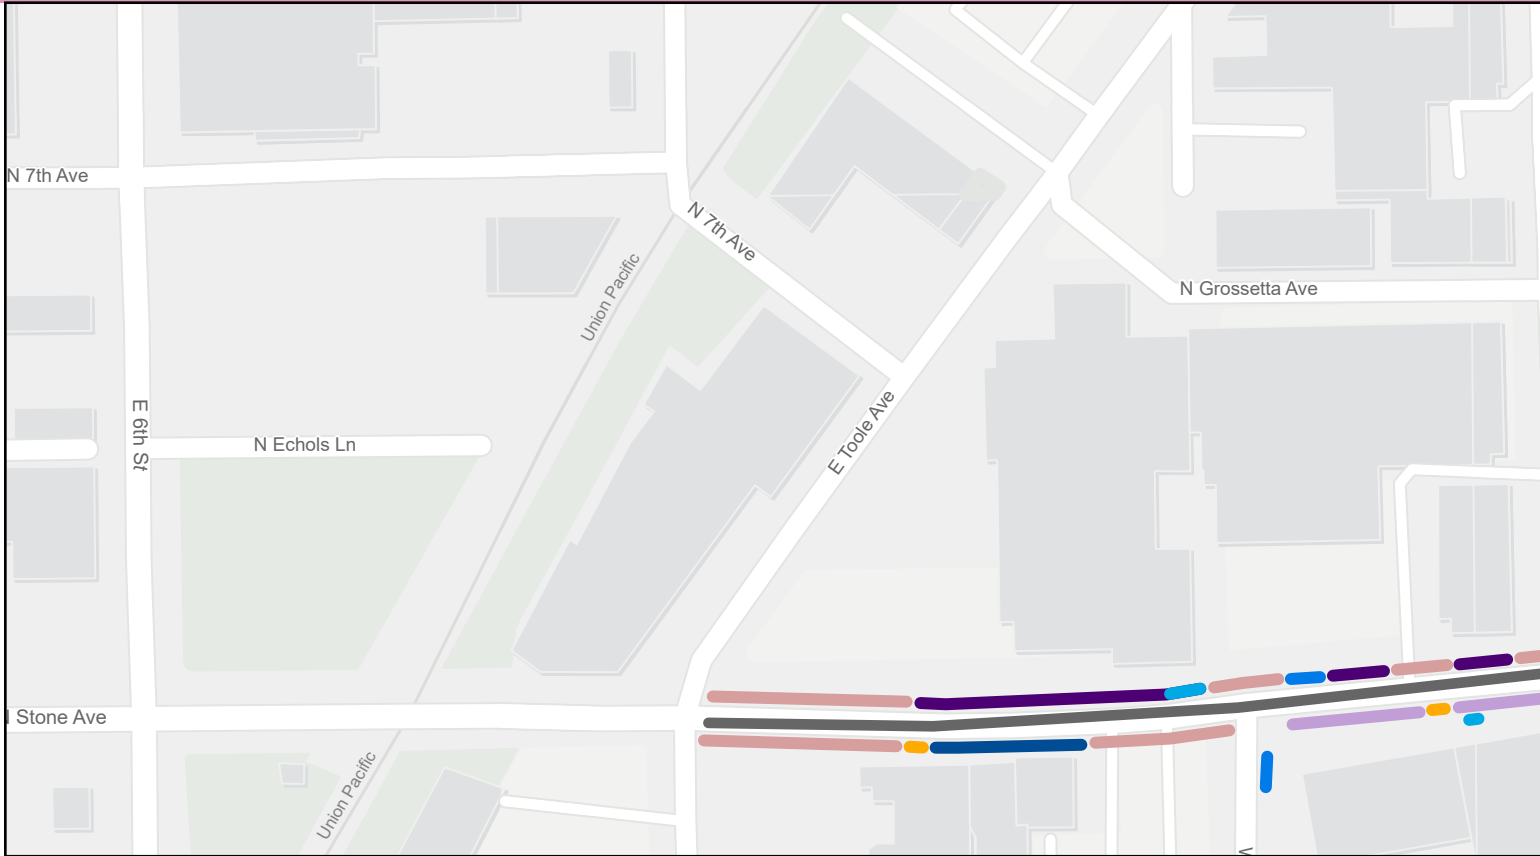 N 7th Ave
N 7th Ave
Union Pacific
N Grossetta Ave
E 6th St
N Echols Ln
E Toole Ave
Stone Ave
Union Pacific